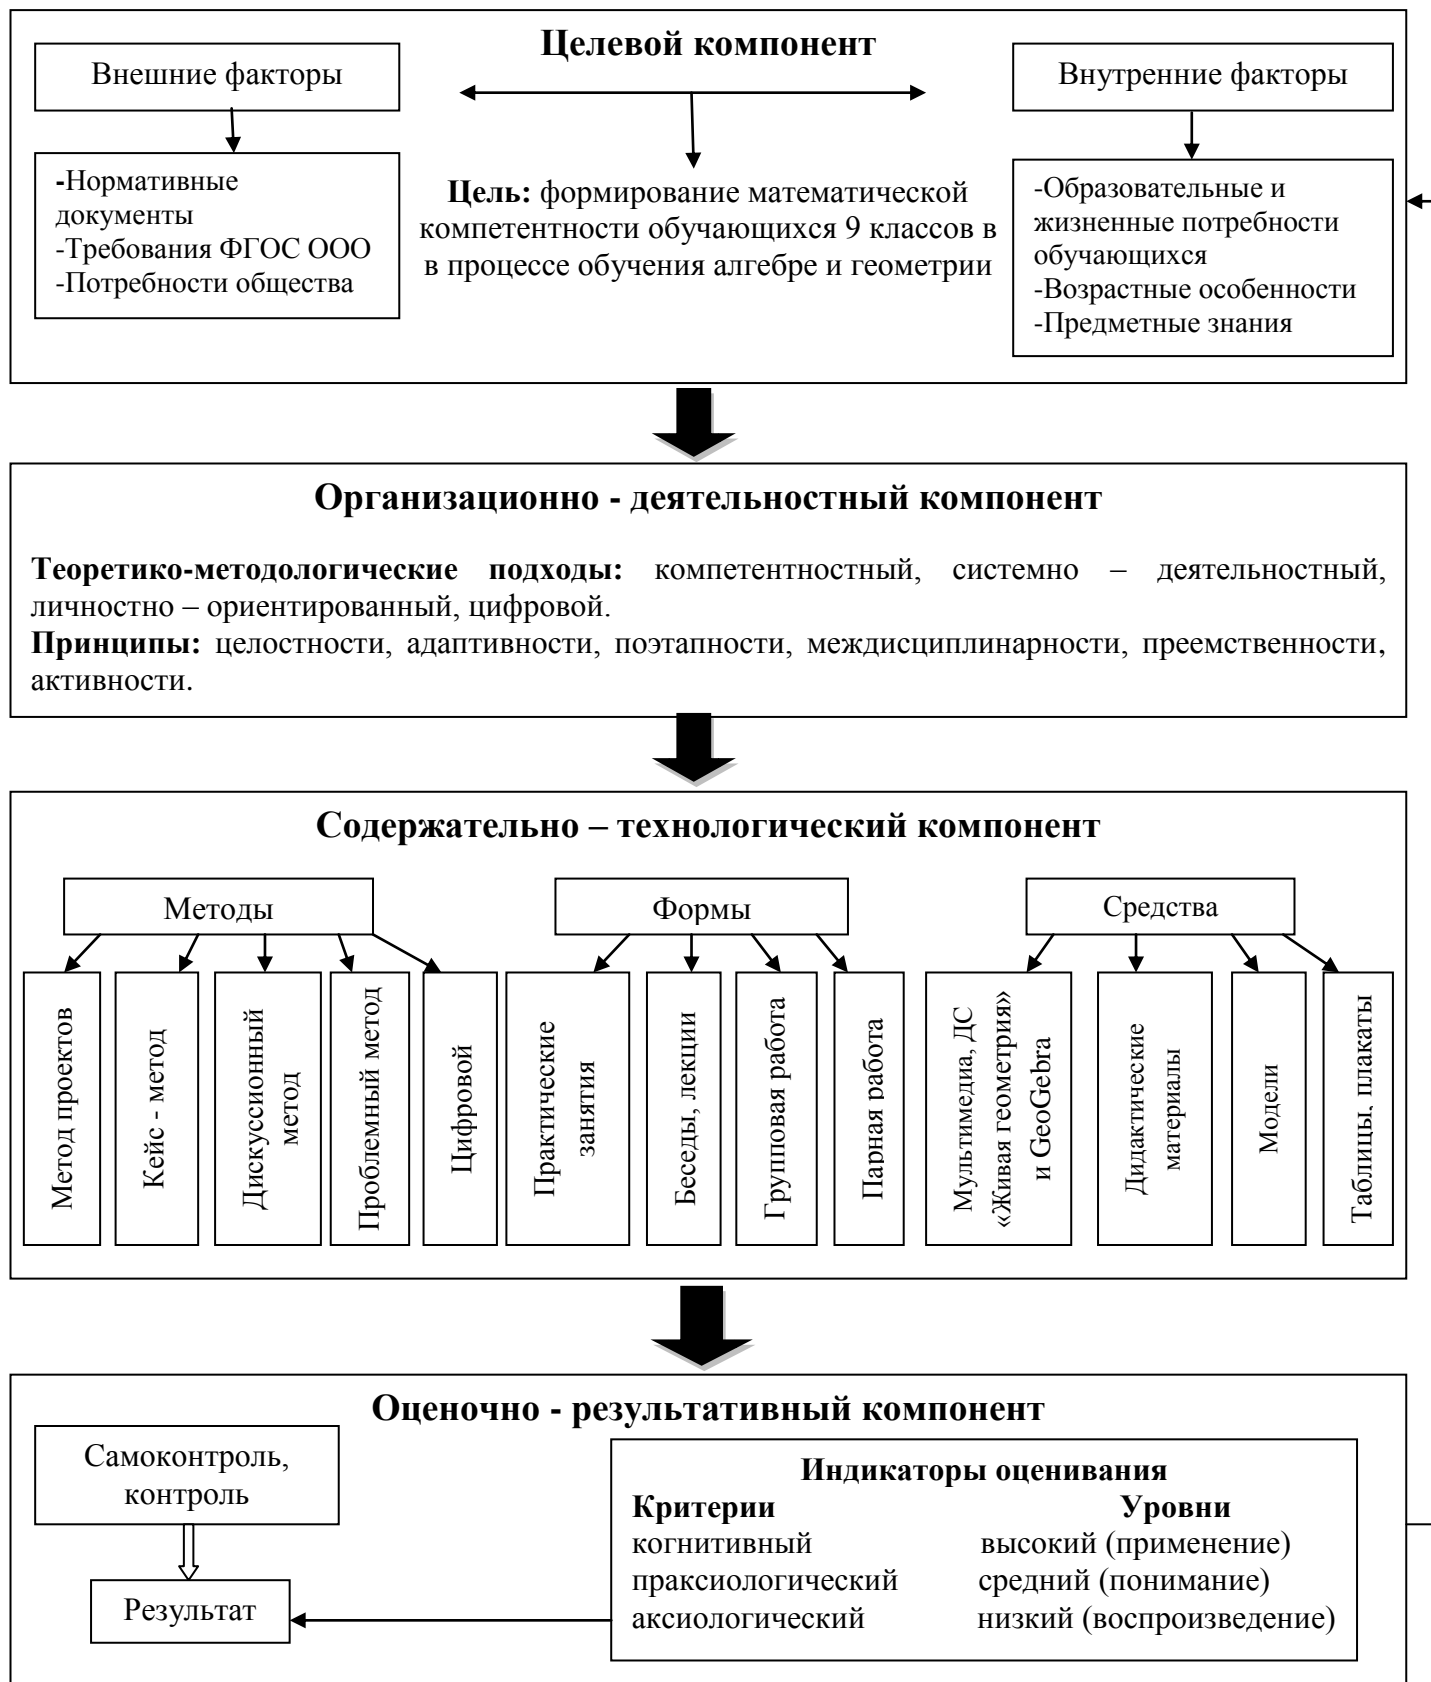 Целевой компонент
Внешние факторы
-Нормативные
документы
-Требования ФГОС ООО
-Потребности общества
Цель: формирование математической
компетентности обучающихся 9 классов в
в процессе обучения алгебре и геометрии
Внутренние факторы
-Образовательные и
жизненные потребности
обучающихся
-Возрастные особенности
-Предметные знания
Организационно - деятельностный компонент
Теоретико-методологические подходы: компетентностный, системно – деятельностный,
личностно – ориентированный, цифровой.
Принципы: целостности, адаптивности, поэтапности, междисциплинарности, преемственности,
активности.
Содержательно – технологический компонент
Методы
Метод проектов
Кейс - метод
Дискуссионный
метод
Проблемный метод
Цифровой
Формы
Практические
занятия
Беседы, лекции
Групповая работа
Парная работа
Средства
Мультимедиа, ДС
«Живая геометрия»
и GeoGebra
Дидактические
материалы
Модели
Таблицы, плакаты
Оценочно - результативный компонент
Самоконтроль,
контроль
Результат
Индикаторы оценивания
Критерии Уровни
когнитивный высокий (применение)
праксиологический средний (понимание)
аксиологический низкий (воспроизведение)